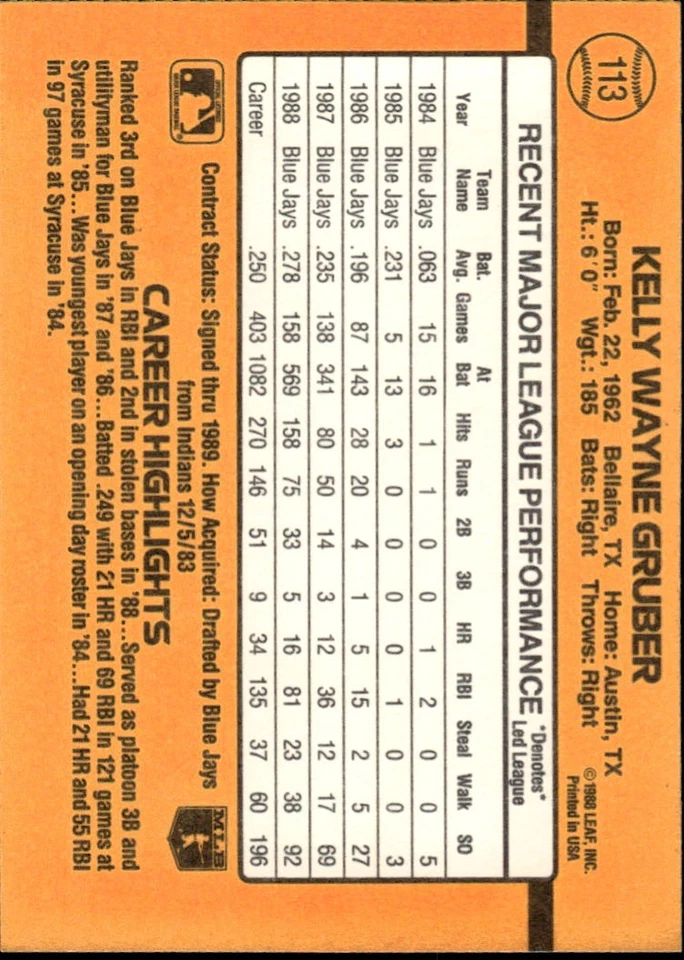 113
KELLY WAYNE GRUBER
Born: Feb. 22, 1962 Bellaire, TX Home: Austin, TX
Ht.: 6'0" Wgt.: 185 Bats: Right Throws: Right
©1988 LEAF, INC.
Printed in USA
RECENT MAJOR LEAGUE PERFORMANCE *Denotes* Led League
Year Team Name Bat. Avg. Games At Bat Hits Runs 2B 3B HR RBI Steal Walk SO
1984 Blue Jays .063 15 16 1 1 0 0 1 2 0 0 5
1985 Blue Jays .231 5 13 3 0 0 0 0 1 0 0 3
1986 Blue Jays .196 87 143 28 20 4 1 5 15 2 5 27
1987 Blue Jays .235 138 341 80 50 14 3 12 36 12 17 69
1988 Blue Jays .278 158 569 158 75 33 5 16 81 23 38 92
Career .250 403 1082 270 146 51 9 34 135 37 60 196
Contract Status: Signed thru 1989. How Acquired: Drafted by Blue Jays
from Indians 12/5/83
MLB
CAREER HIGHLIGHTS
Ranked 3rd on Blue Jays in RBI and 2nd in stolen bases in '88...Served as platoon 3B and
utilityman for Blue Jays in '87 and '86...Batted .249 with 21 HR and 69 RBI in 121 games at
Syracuse in '85...Was youngest player on an opening day roster in '84...Had 21 HR and 55 RBI
in 97 games at Syracuse in '84.